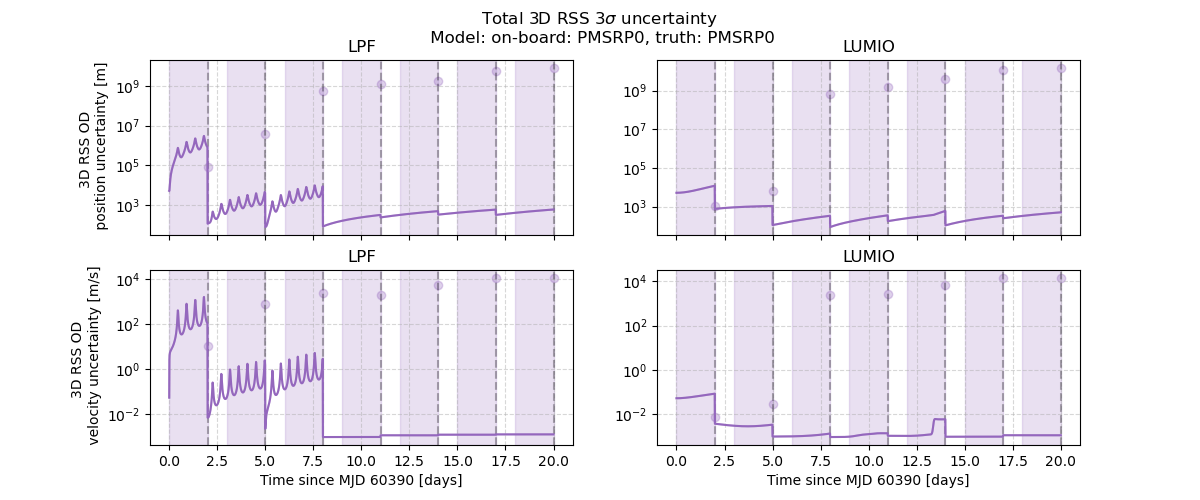 Total 3D RSS 3σ uncertainty
Model: on-board: PMSRP0, truth: PMSRP0
LPF
LUMIO
3D RSS OD
position uncertainty [m]
10^9
10^7
10^5
10^3
10^9
10^7
10^5
10^3
LPF
LUMIO
3D RSS OD
velocity uncertainty [m/s]
10^4
10^2
10^0
10^−2
10^4
10^2
10^0
10^−2
0.0 2.5 5.0 7.5 10.0 12.5 15.0 17.5 20.0
0.0 2.5 5.0 7.5 10.0 12.5 15.0 17.5 20.0
Time since MJD 60390 [days]
Time since MJD 60390 [days]